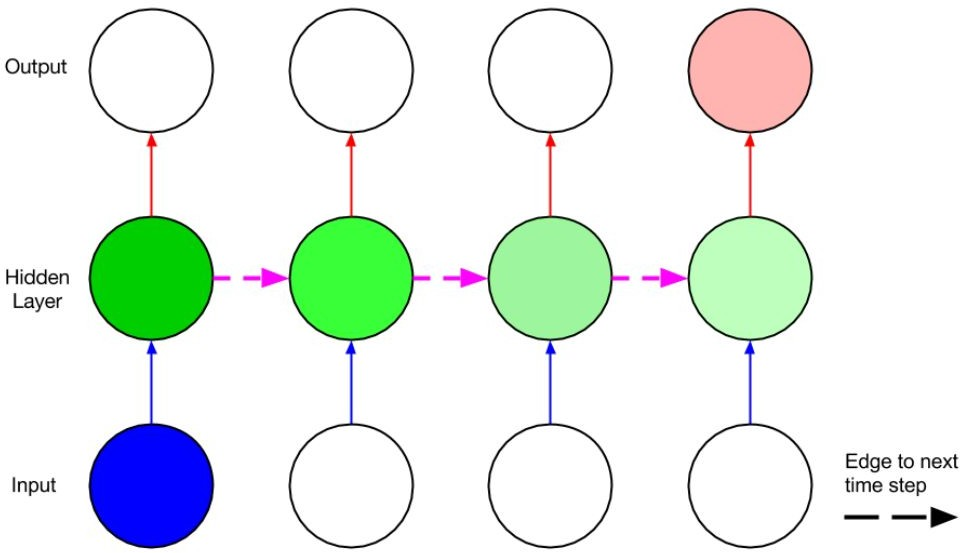 Output
Hidden
Layer
Input
Edge to next
time step